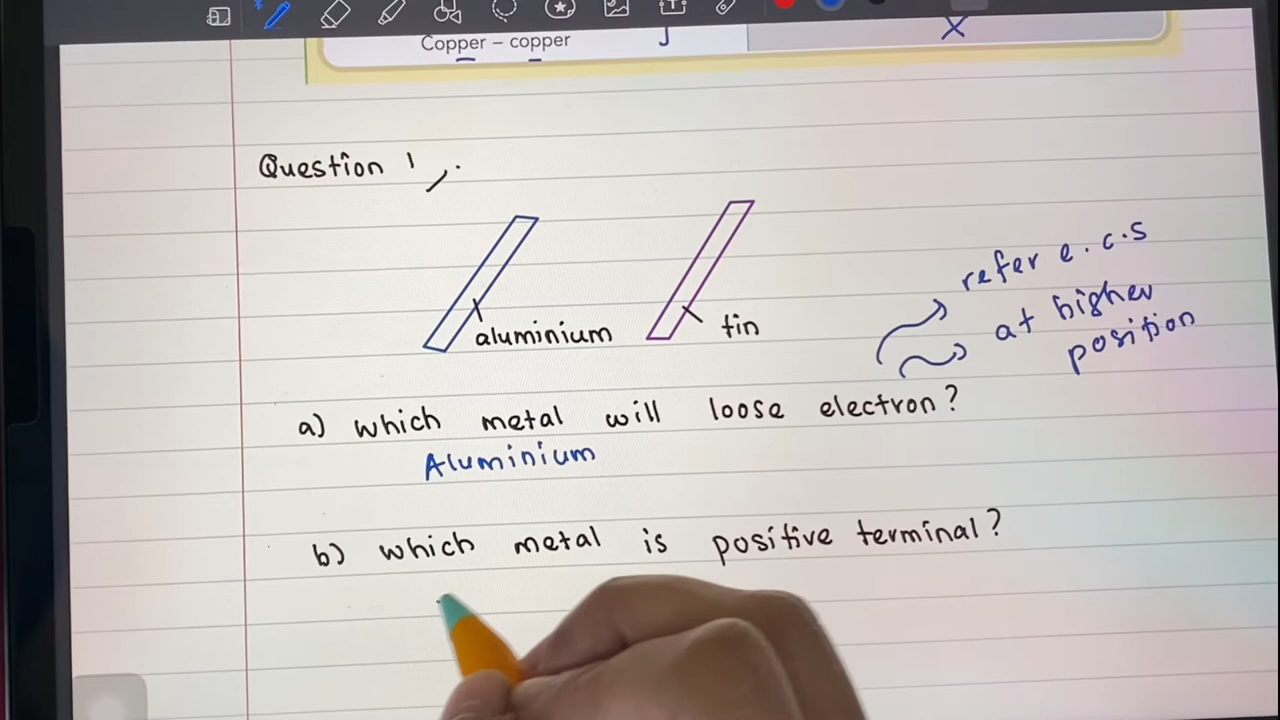 Copper – copper
Question 1
aluminium
tin
refer e.c.s
at higher
position
a) which metal will loose electron?
Aluminium
b) which metal is positive terminal?